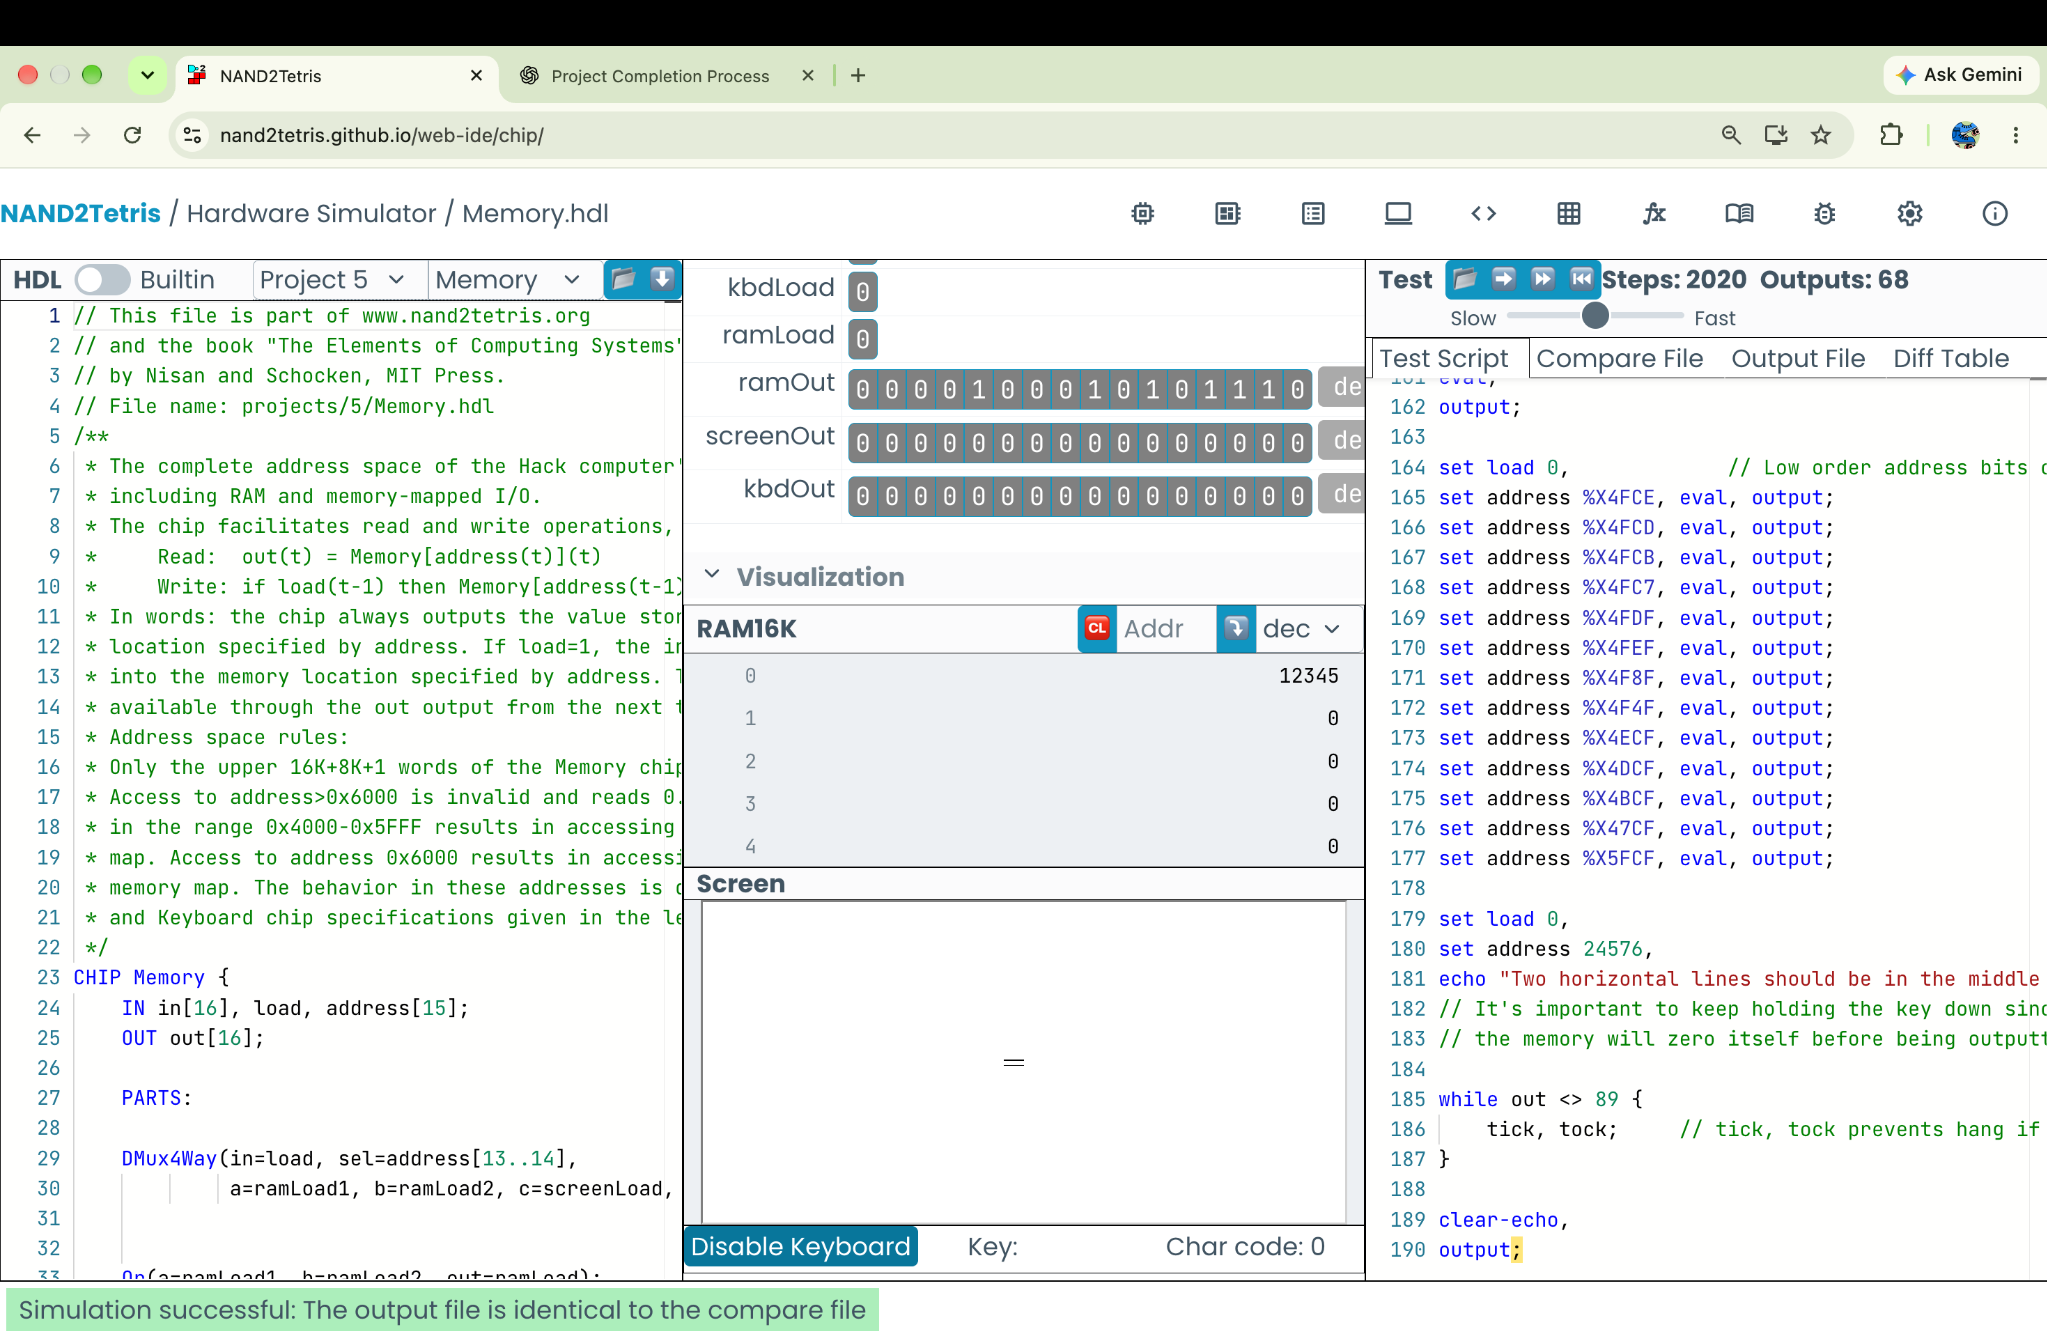 NAND2Tetris
Project Completion Process
Ask Gemini
nand2tetris.github.io/web-ide/chip/
NAND2Tetris / Hardware Simulator / Memory.hdl
HDL Builtin Project 5 Memory
1 // This file is part of www.nand2tetris.org
2 // and the book "The Elements of Computing Systems"
3 // by Nisan and Schocken, MIT Press.
4 // File name: projects/5/Memory.hdl
5 /**
6 * The complete address space of the Hack computer'
7 * including RAM and memory-mapped I/O.
8 * The chip facilitates read and write operations,
9 *     Read:  out(t) = Memory[address(t)](t)
10 *     Write: if load(t-1) then Memory[address(t-1)
11 * In words: the chip always outputs the value stor
12 * location specified by address. If load=1, the in
13 * into the memory location specified by address.
14 * available through the out output from the next t
15 * Address space rules:
16 * Only the upper 16K+8K+1 words of the Memory chip
17 * Access to address>0x6000 is invalid and reads 0.
18 * in the range 0x4000-0x5FFF results in accessing
19 * map. Access to address 0x6000 results in accessi
20 * memory map. The behavior in these addresses is
21 * and Keyboard chip specifications given in the le
22 */
23 CHIP Memory {
24     IN in[16], load, address[15];
25     OUT out[16];
26
27     PARTS:
28
29     DMux4Way(in=load, sel=address[13..14],
30              a=ramLoad1, b=ramLoad2, c=screenLoad,
31
32
33     Or(a=ramLoad1, b=ramLoad2, out=ramLoad);
kbdLoad 0
ramLoad 0
ramOut 0 0 0 0 1 0 0 0 1 0 1 0 1 1 1 0 de
screenOut 0 0 0 0 0 0 0 0 0 0 0 0 0 0 0 0 de
kbdOut 0 0 0 0 0 0 0 0 0 0 0 0 0 0 0 0 de
Visualization
RAM16K CL Addr dec
0 12345
1 0
2 0
3 0
4 0
Screen
Disable Keyboard Key: Char code: 0
Test Steps: 2020 Outputs: 68
Slow Fast
Test Script Compare File Output File Diff Table
161 eval,
162 output;
163
164 set load 0,             // Low order address bits
165 set address %X4FCE, eval, output;
166 set address %X4FCD, eval, output;
167 set address %X4FCB, eval, output;
168 set address %X4FC7, eval, output;
169 set address %X4FDF, eval, output;
170 set address %X4FEF, eval, output;
171 set address %X4F8F, eval, output;
172 set address %X4F4F, eval, output;
173 set address %X4ECF, eval, output;
174 set address %X4DCF, eval, output;
175 set address %X4BCF, eval, output;
176 set address %X47CF, eval, output;
177 set address %X5FCF, eval, output;
178
179 set load 0,
180 set address 24576,
181 echo "Two horizontal lines should be in the middle
182 // It's important to keep holding the key down sinc
183 // the memory will zero itself before being outputt
184
185 while out <> 89 {
186     tick, tock;     // tick, tock prevents hang if
187 }
188
189 clear-echo,
190 output;
Simulation successful: The output file is identical to the compare file